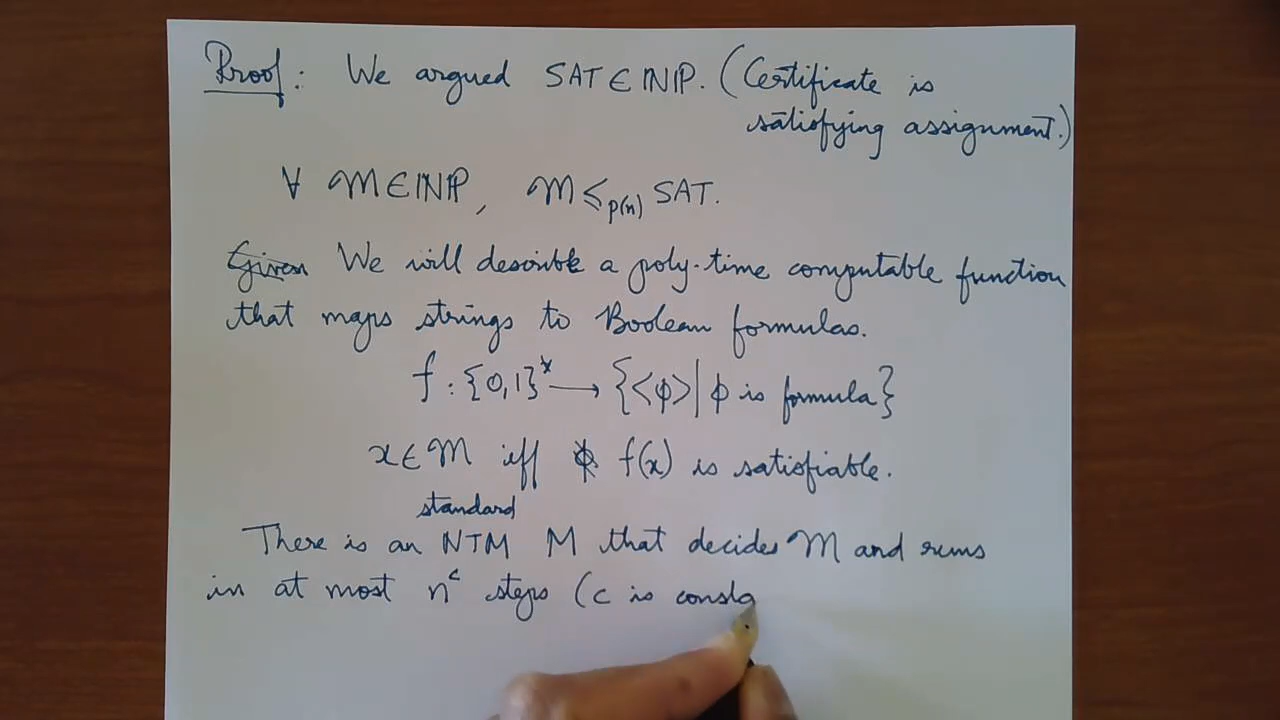 Proof: We argued SAT ∈ NP. (Certificate is
satisfying assignment.)
∀ M ∈ NP, M ≤p(n) SAT.
Given We will describe a poly-time computable function
that maps strings to Boolean formulas.
f : {0,1}* → {<φ> | φ is formula}
x ∈ M iff f(x) is satisfiable.
standard
There is an NTM M that decides M and runs
in at most n^c steps (c is consta